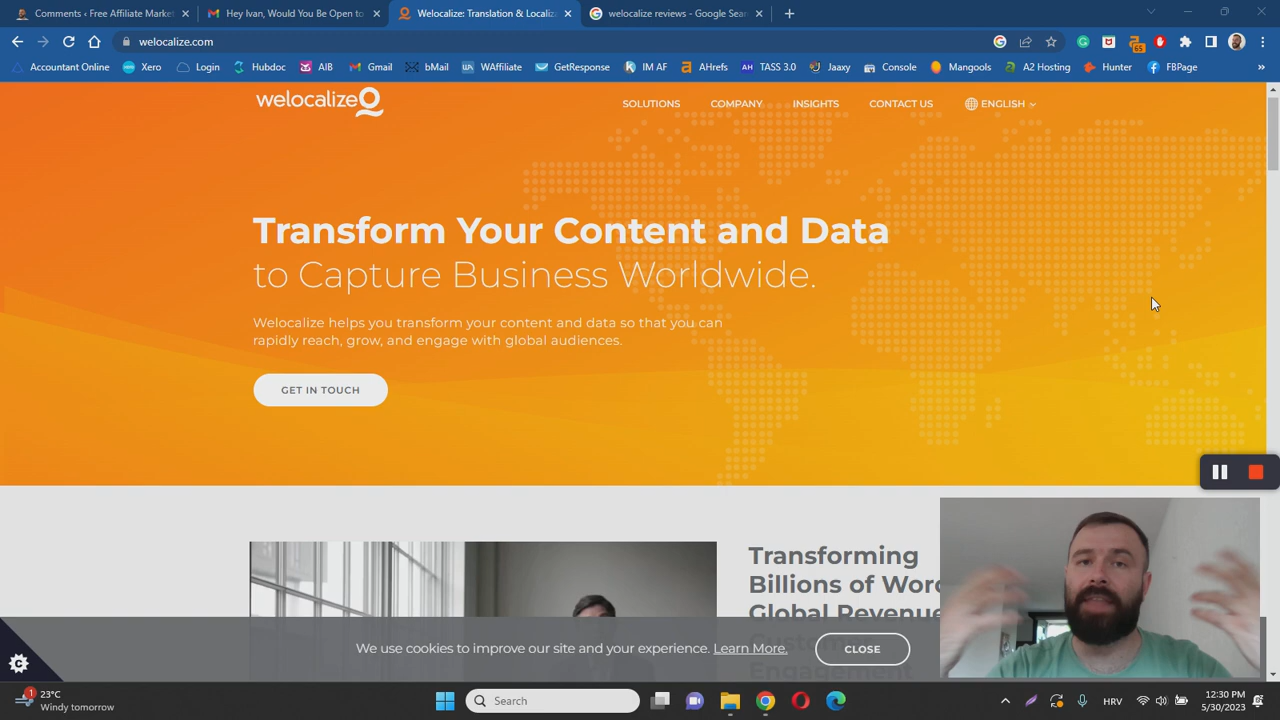 Comments ‹ Free Affiliate Market
Hey Ivan, Would You Be Open to
Welocalize: Translation & Localiza
welocalize reviews - Google Sear
welocalize.com
65
Accountant Online
Xero
Login
Hubdoc
AIB
Gmail
bMail
WAffiliate
GetResponse
IM AF
AHrefs
TASS 3.0
Jaaxy
Console
Mangools
A2 Hosting
Hunter
FBPage
»
welocalize
SOLUTIONS
COMPANY
INSIGHTS
CONTACT US
ENGLISH
Transform Your Content and Data
to Capture Business Worldwide.
Welocalize helps you transform your content and data so that you can
rapidly reach, grow, and engage with global audiences.
GET IN TOUCH
Transforming
Billions of Word
Global Revenue
Customer
Engagement
We use cookies to improve our site and your experience. Learn More.
CLOSE
1
23°C
Windy tomorrow
Search
HRV
12:30 PM
5/30/2023